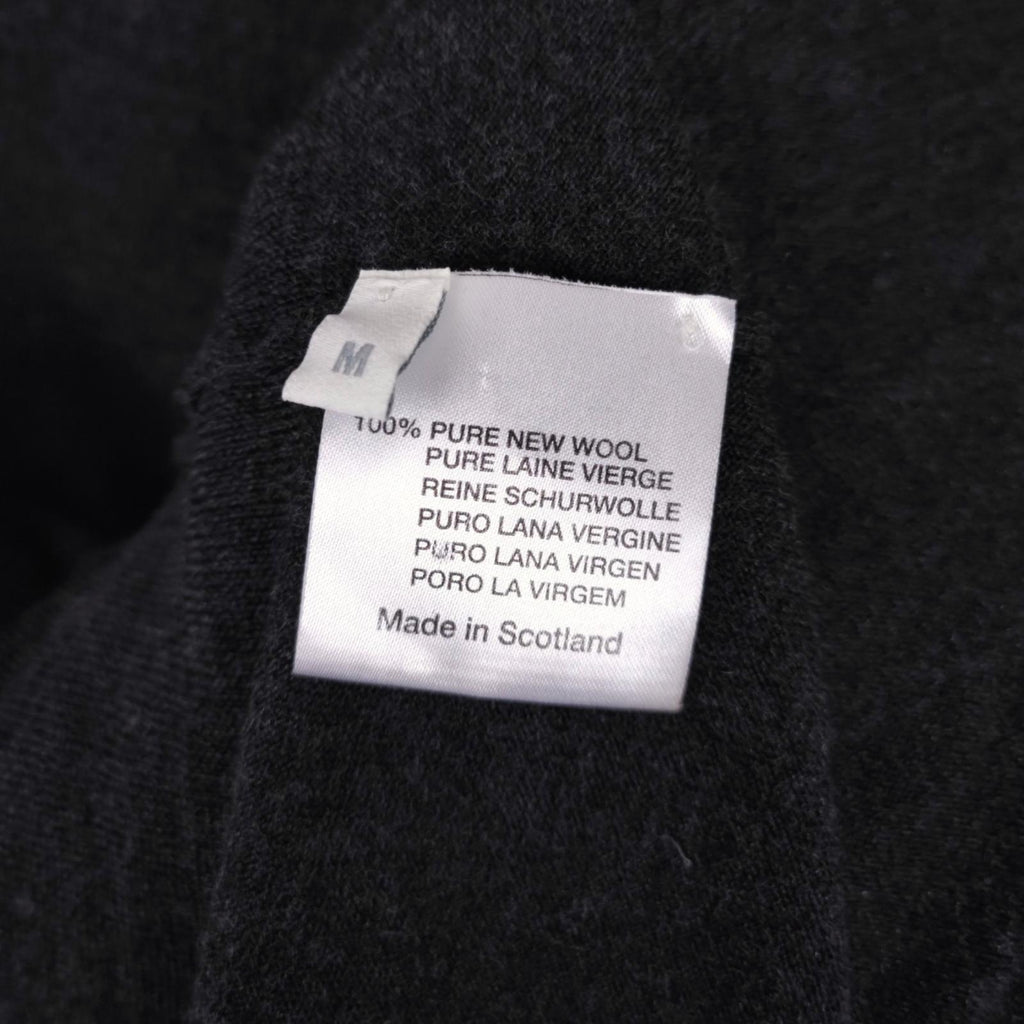 M
100% PURE NEW WOOL
PURE LAINE VIERGE
REINE SCHURWOLLE
PURO LANA VERGINE
PURO LANA VIRGEN
PORO LA VIRGEM
Made in Scotland